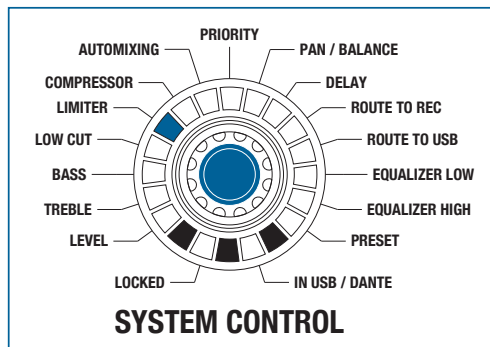 PRIORITY
AUTOMIXING
PAN / BALANCE
COMPRESSOR
DELAY
LIMITER
ROUTE TO REC
LOW CUT
ROUTE TO USB
BASS
EQUALIZER LOW
TREBLE
EQUALIZER HIGH
LEVEL
PRESET
LOCKED
IN USB / DANTE
SYSTEM CONTROL